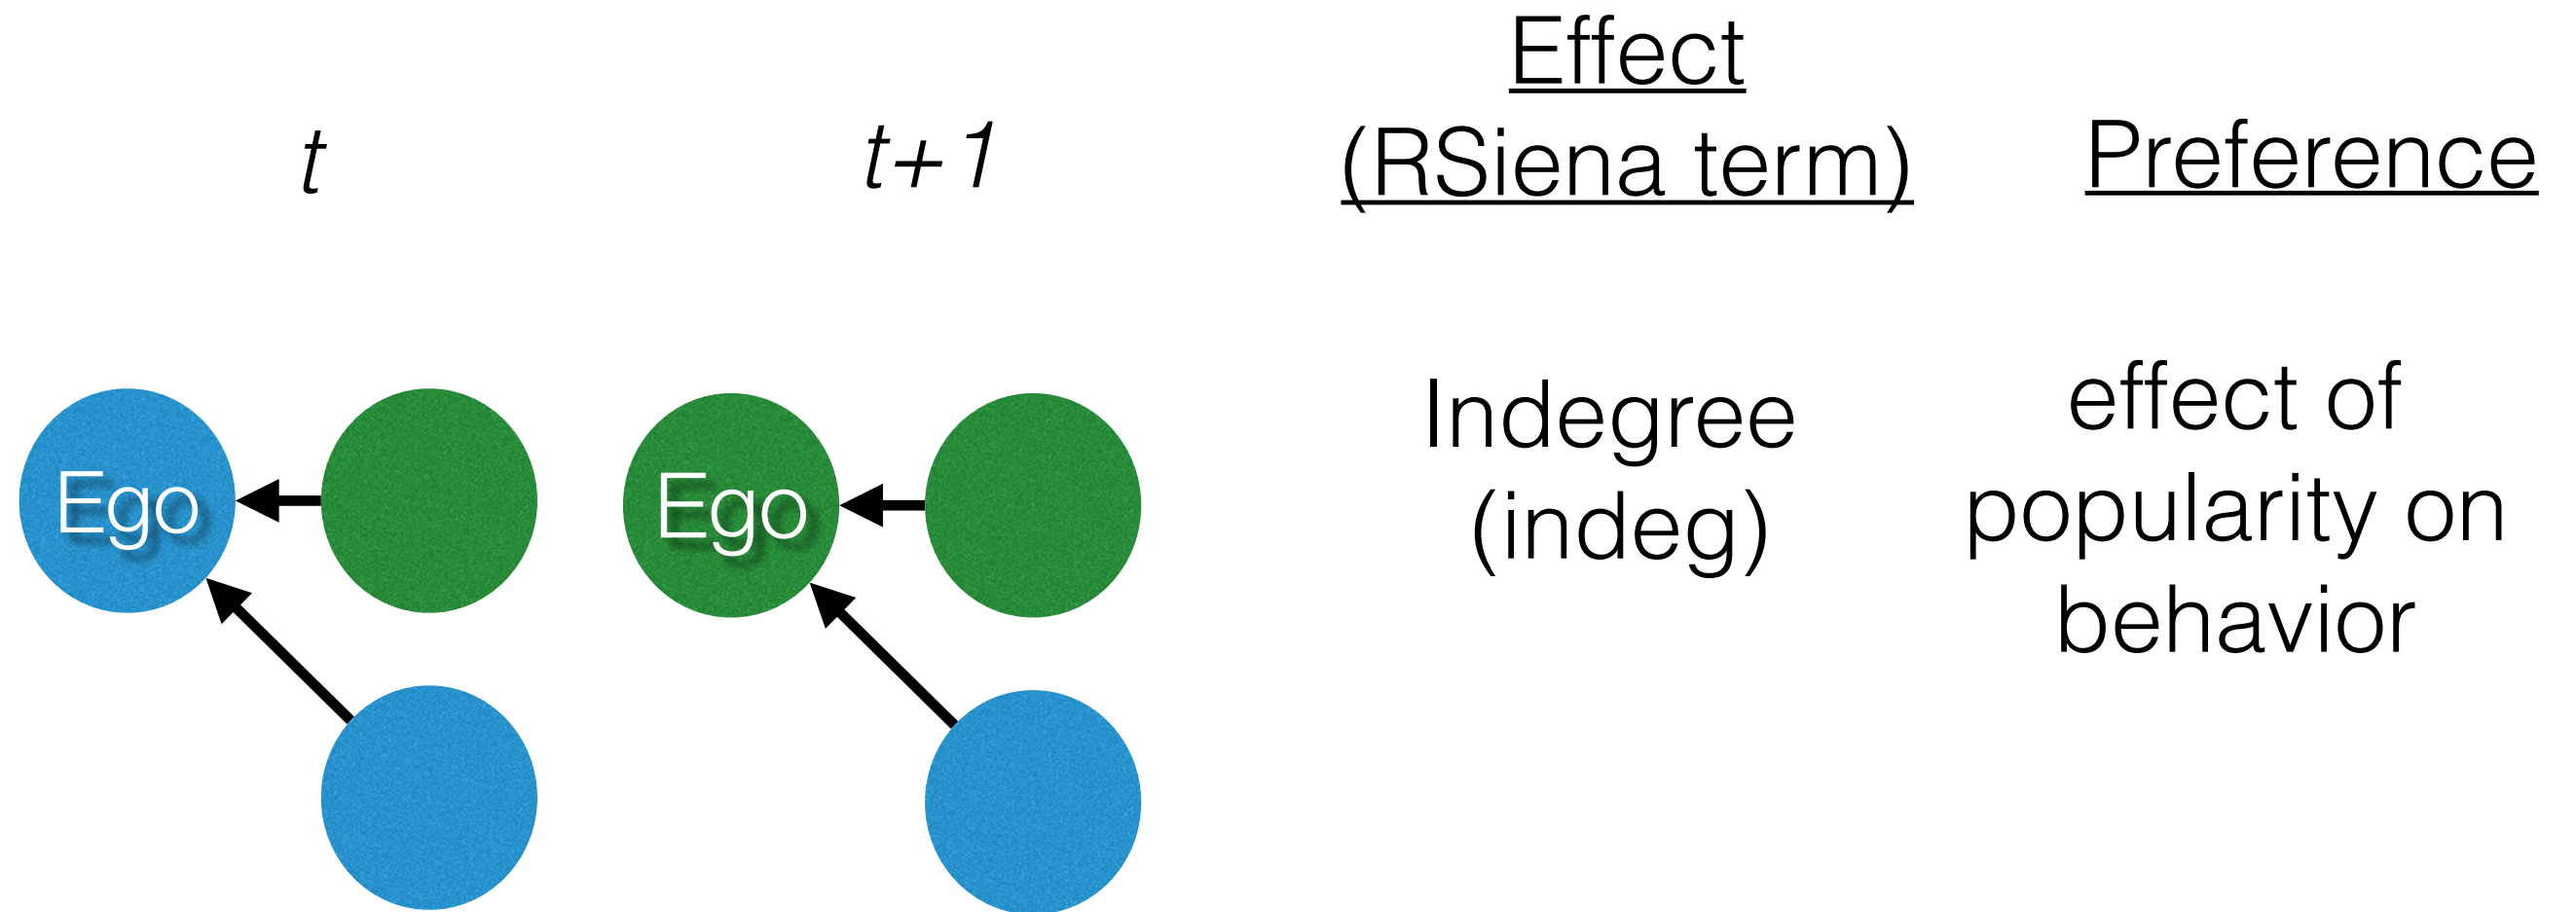 t
t+1
Effect
(RSiena term)
Preference
Ego
Ego
Indegree
(indeg)
effect of
popularity on
behavior